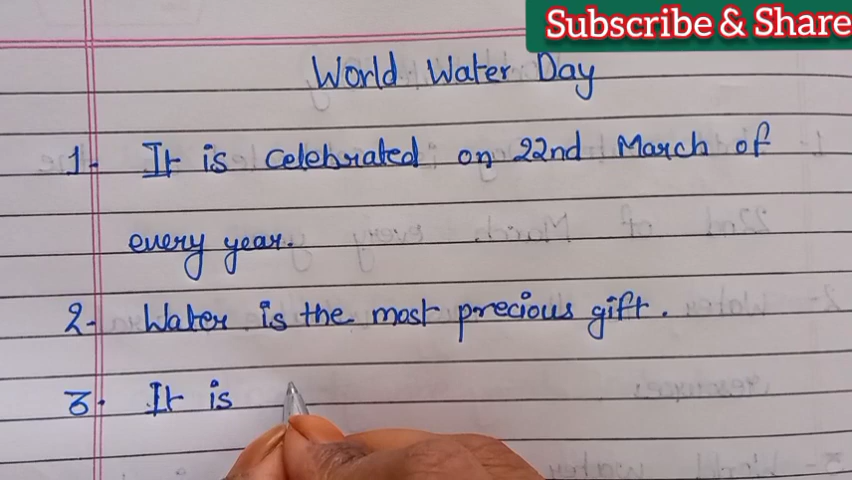 Subscribe & Share
World Water Day
1. It is celebrated on 22nd March of
every year.
2. Water is the most precious gift.
3. It is